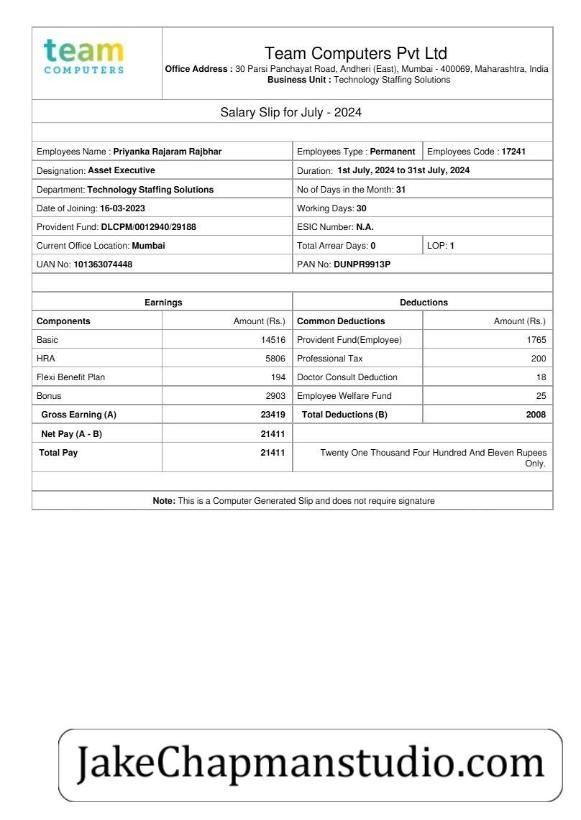 team
COMPUTERS
Team Computers Pvt Ltd
Office Address : 30 Parsi Panchayat Road, Andheri (East), Mumbai - 400069, Maharashtra, India
Business Unit : Technology Staffing Solutions
Salary Slip for July - 2024
Employees Name : Priyanka Rajaram Rajbhar Employees Type : Permanent Employees Code : 17241
Designation: Asset Executive Duration: 1st July, 2024 to 31st July, 2024
Department: Technology Staffing Solutions No of Days in the Month: 31
Date of Joining: 16-03-2023 Working Days: 30
Provident Fund: DLCPM/0012940/29188 ESIC Number: N.A.
Current Office Location: Mumbai Total Arrear Days: 0 LOP: 1
UAN No: 101363074448 PAN No: DUNPR9913P
Earnings Deductions
Components Amount (Rs.) Common Deductions Amount (Rs.)
Basic 14516 Provident Fund(Employee) 1765
HRA 5806 Professional Tax 200
Flexi Benefit Plan 194 Doctor Consult Deduction 18
Bonus 2903 Employee Welfare Fund 25
Gross Earning (A) 23419 Total Deductions (B) 2008
Net Pay (A - B) 21411
Total Pay 21411 Twenty One Thousand Four Hundred And Eleven Rupees
Only.
Note: This is a Computer Generated Slip and does not require signature
JakeChapmanstudio.com